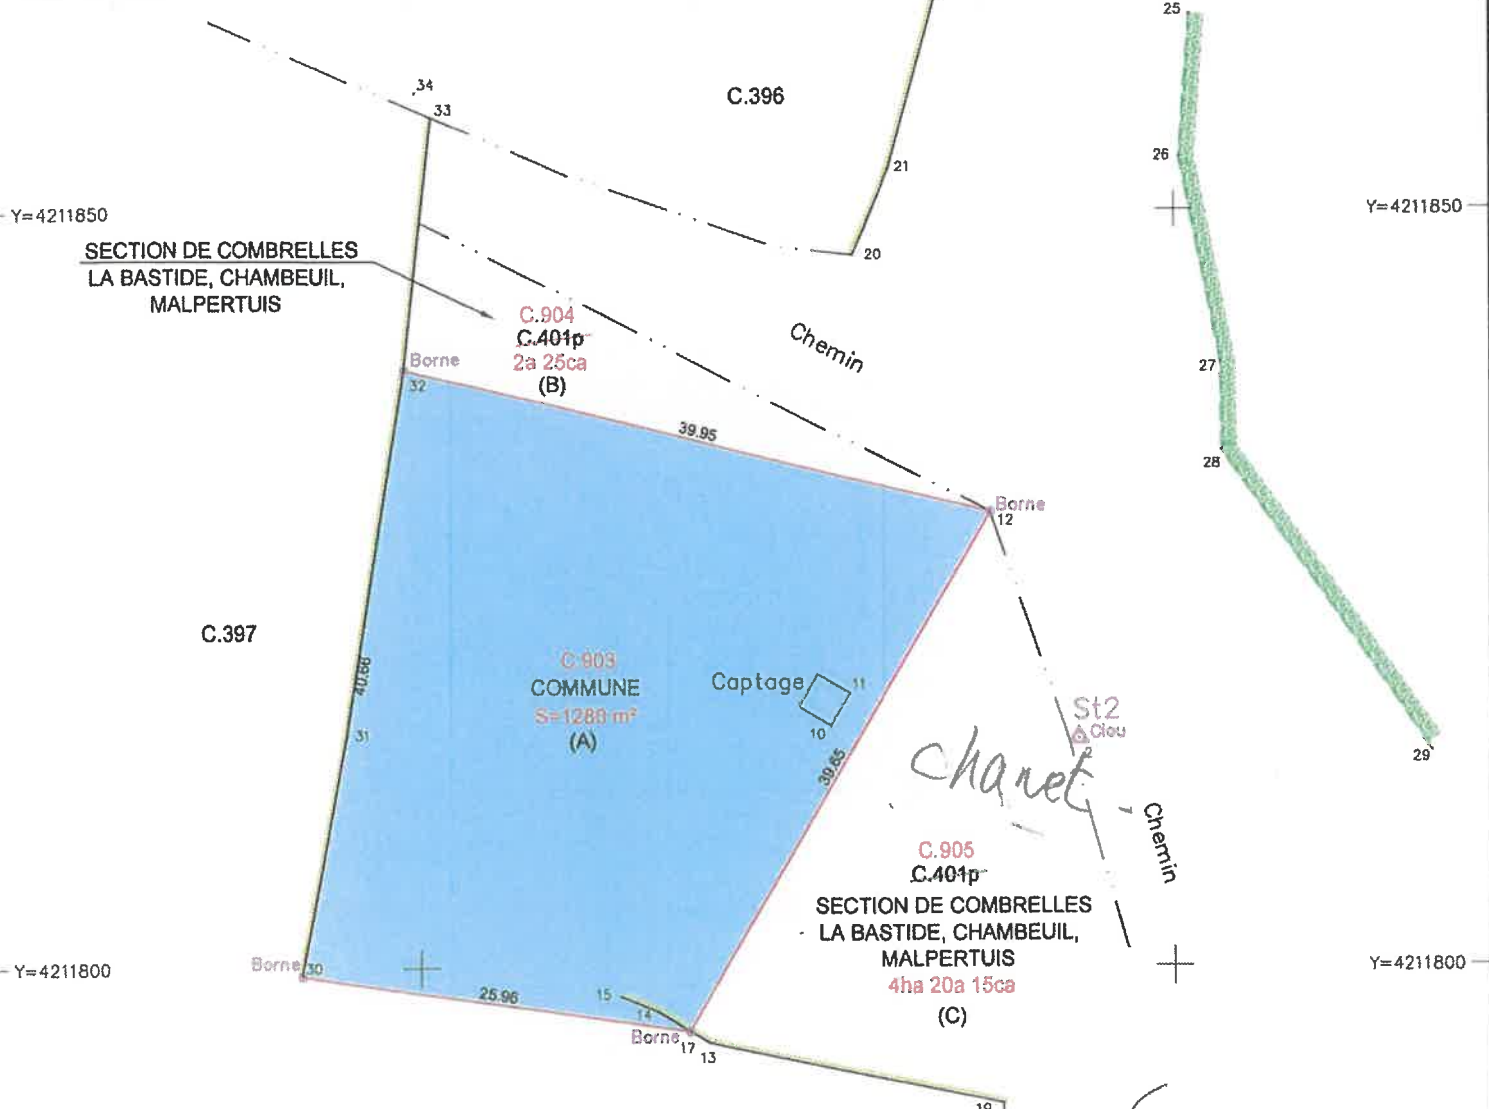 25
34
33
C.396
26
21
Y=4211850
Y=4211850
20
SECTION DE COMBRELLES
LA BASTIDE, CHAMBEUIL,
MALPERTUIS
C.904
C.401p
2a 25ca
(B)
Chemin
Borne
32
27
39.95
28
Borne
12
C.397
C.903
COMMUNE
S=1280 m²
(A)
40.66
31
Captage
11
10
39.65
St2
Clou
2
29
chanet
Chemin
C.905
C.401p
SECTION DE COMBRELLES
LA BASTIDE, CHAMBEUIL,
MALPERTUIS
4ha 20a 15ca
(C)
Y=4211800
Y=4211800
Borne
30
25.96
15
14
Borne
17
13